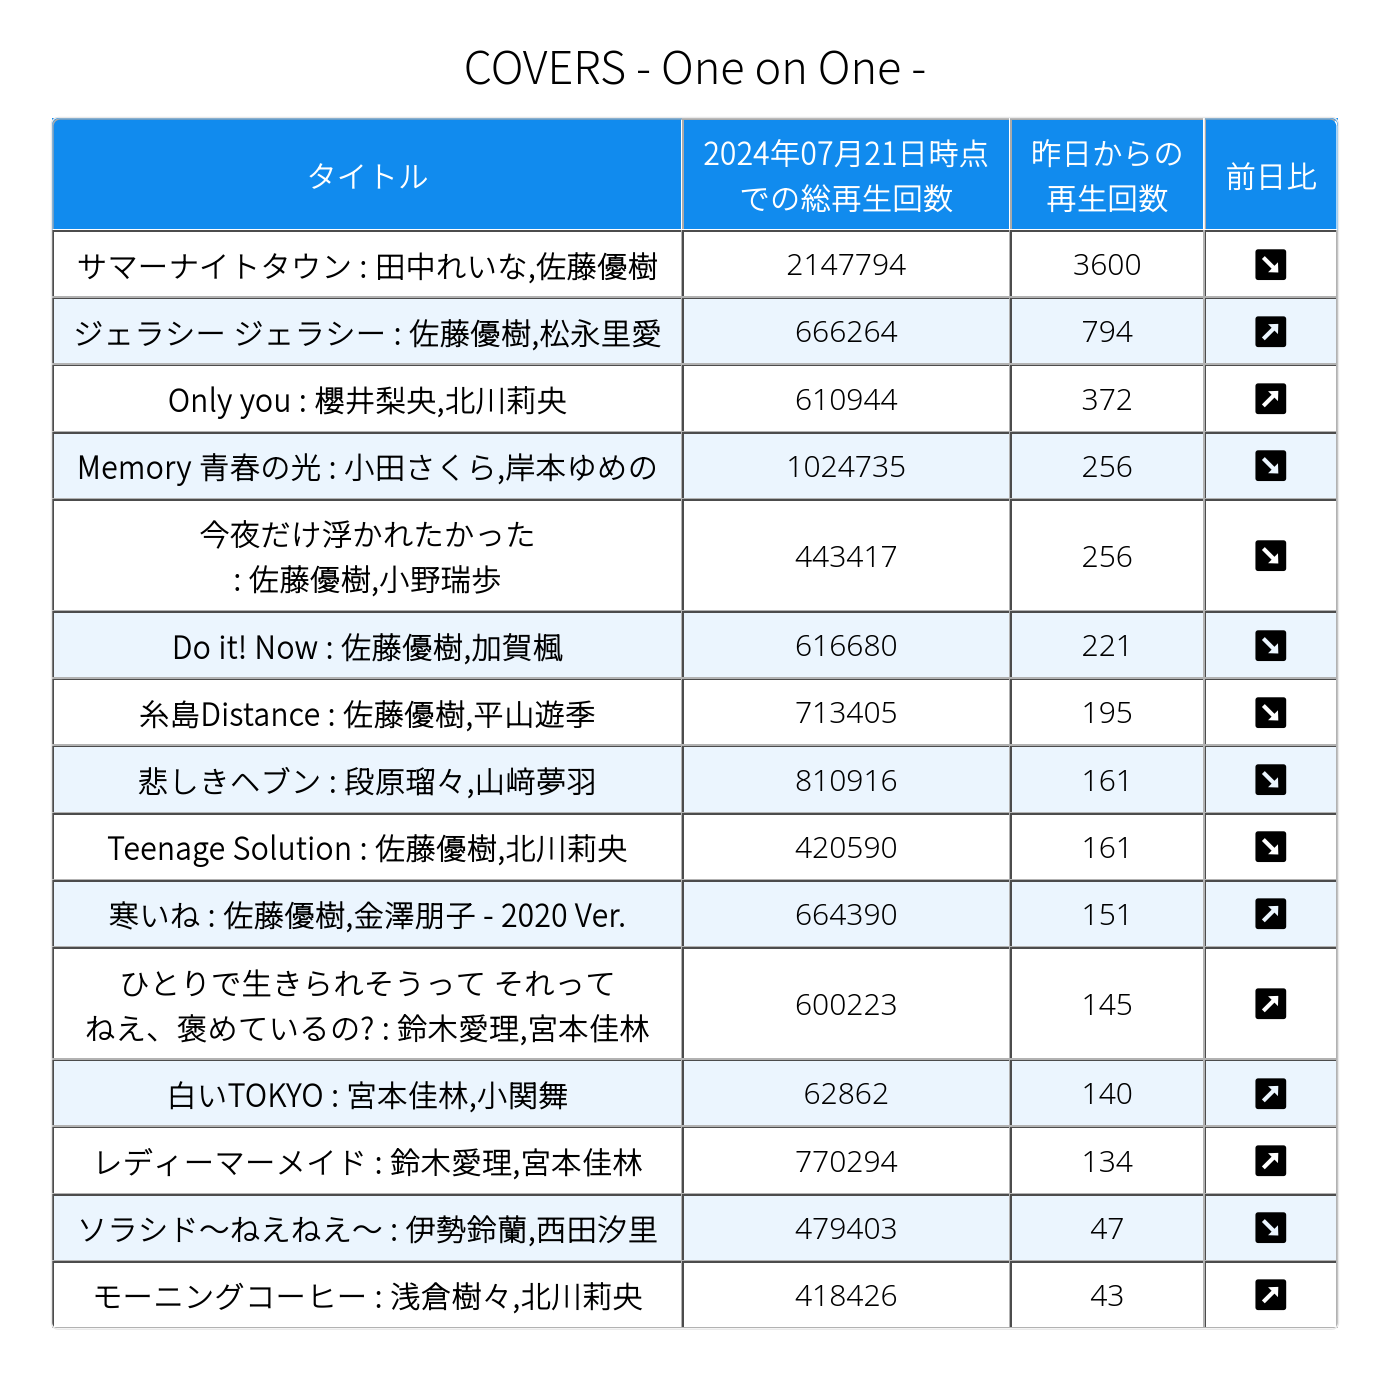 COVERS - One on One -
タイトル
2024年07月21日時点
での総再生回数
昨日からの
再生回数
前日比
サマーナイトタウン : 田中れいな,佐藤優樹
2147794
3600
ジェラシー ジェラシー : 佐藤優樹,松永里愛
666264
794
Only you : 櫻井梨央,北川莉央
610944
372
Memory 青春の光 : 小田さくら,岸本ゆめの
1024735
256
今夜だけ浮かれたかった
: 佐藤優樹,小野瑞歩
443417
256
Do it! Now : 佐藤優樹,加賀楓
616680
221
糸島Distance : 佐藤優樹,平山遊季
713405
195
悲しきヘブン : 段原瑠々,山﨑夢羽
810916
161
Teenage Solution : 佐藤優樹,北川莉央
420590
161
寒いね : 佐藤優樹,金澤朋子 - 2020 Ver.
664390
151
ひとりで生きられそうって それって
ねえ、褒めているの? : 鈴木愛理,宮本佳林
600223
145
白いTOKYO : 宮本佳林,小関舞
62862
140
レディーマーメイド : 鈴木愛理,宮本佳林
770294
134
ソラシド〜ねえねえ〜 : 伊勢鈴蘭,西田汐里
479403
47
モーニングコーヒー : 浅倉樹々,北川莉央
418426
43